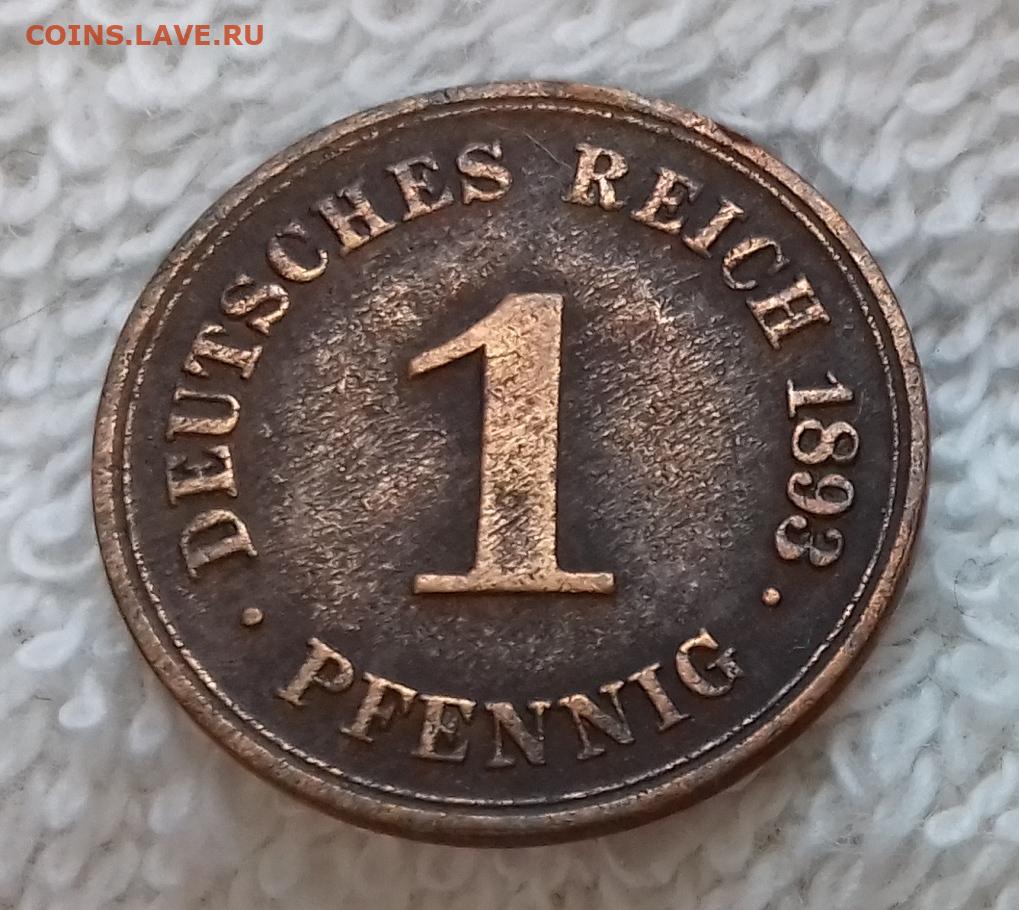 COINS.LAVE.RU
DEUTSCHES REICH 1893
1
PFENNIG